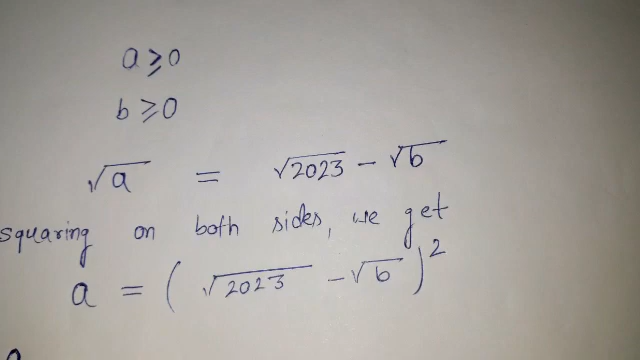 a ≥ 0
b ≥ 0
√a = √2023 - √b
squaring on both sides, we get
a = ( √2023 - √b )²